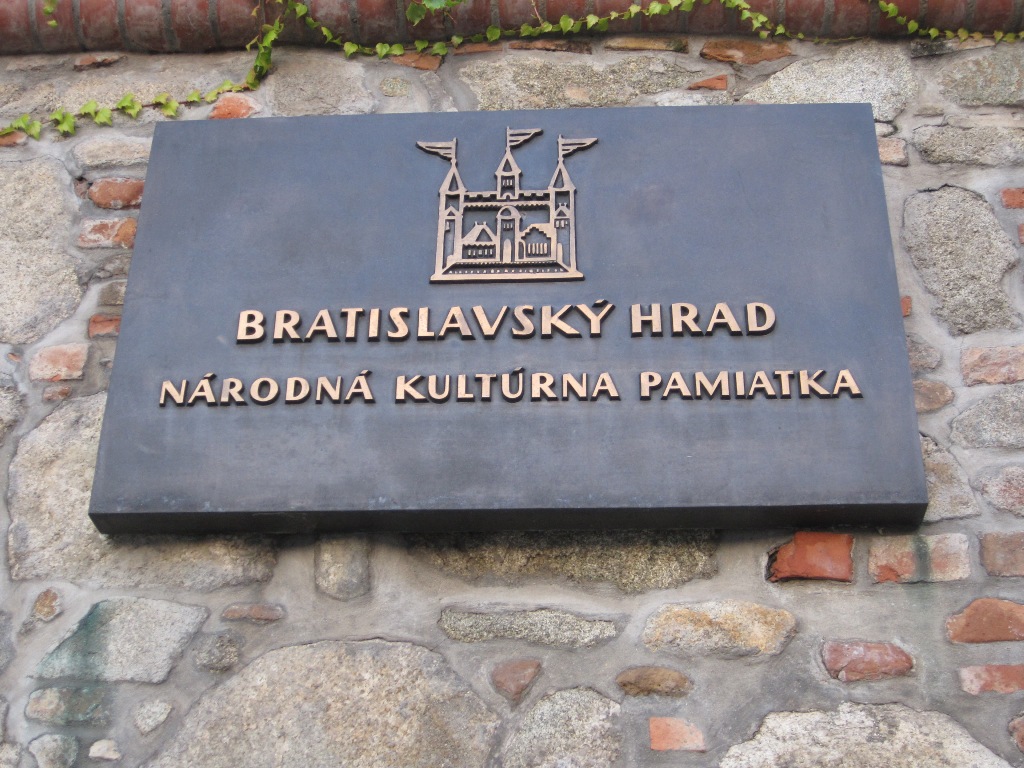 BRATISLAVSKÝ HRAD
NÁRODNÁ KULTÚRNA PAMIATKA